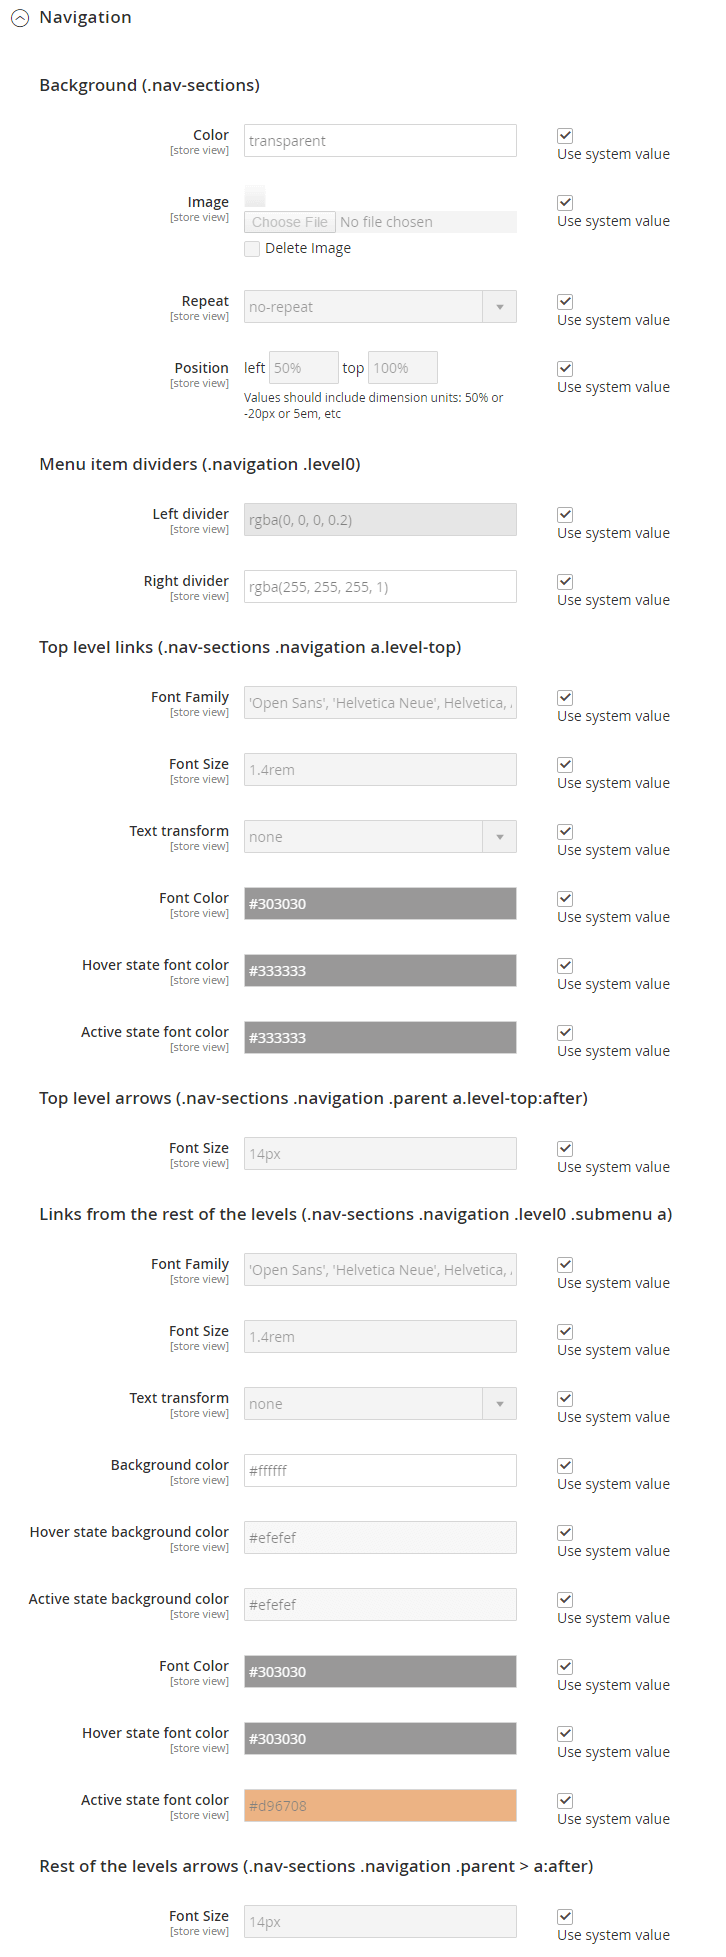 Navigation
Background (.nav-sections)
Color
[store view]
transparent
Use system value
Image
[store view]
Choose File No file chosen
Delete Image
Use system value
Repeat
[store view]
no-repeat
Use system value
Position
[store view]
left 50% top 100%
Values should include dimension units: 50% or
-20px or 5em, etc
Use system value
Menu item dividers (.navigation .level0)
Left divider
[store view]
rgba(0, 0, 0, 0.2)
Use system value
Right divider
[store view]
rgba(255, 255, 255, 1)
Use system value
Top level links (.nav-sections .navigation a.level-top)
Font Family
[store view]
'Open Sans', 'Helvetica Neue', Helvetica,
Use system value
Font Size
[store view]
1.4rem
Use system value
Text transform
[store view]
none
Use system value
Font Color
[store view]
#303030
Use system value
Hover state font color
[store view]
#333333
Use system value
Active state font color
[store view]
#333333
Use system value
Top level arrows (.nav-sections .navigation .parent a.level-top:after)
Font Size
[store view]
14px
Use system value
Links from the rest of the levels (.nav-sections .navigation .level0 .submenu a)
Font Family
[store view]
'Open Sans', 'Helvetica Neue', Helvetica,
Use system value
Font Size
[store view]
1.4rem
Use system value
Text transform
[store view]
none
Use system value
Background color
[store view]
#ffffff
Use system value
Hover state background color
[store view]
#efefef
Use system value
Active state background color
[store view]
#efefef
Use system value
Font Color
[store view]
#303030
Use system value
Hover state font color
[store view]
#303030
Use system value
Active state font color
[store view]
#d96708
Use system value
Rest of the levels arrows (.nav-sections .navigation .parent > a:after)
Font Size
[store view]
14px
Use system value